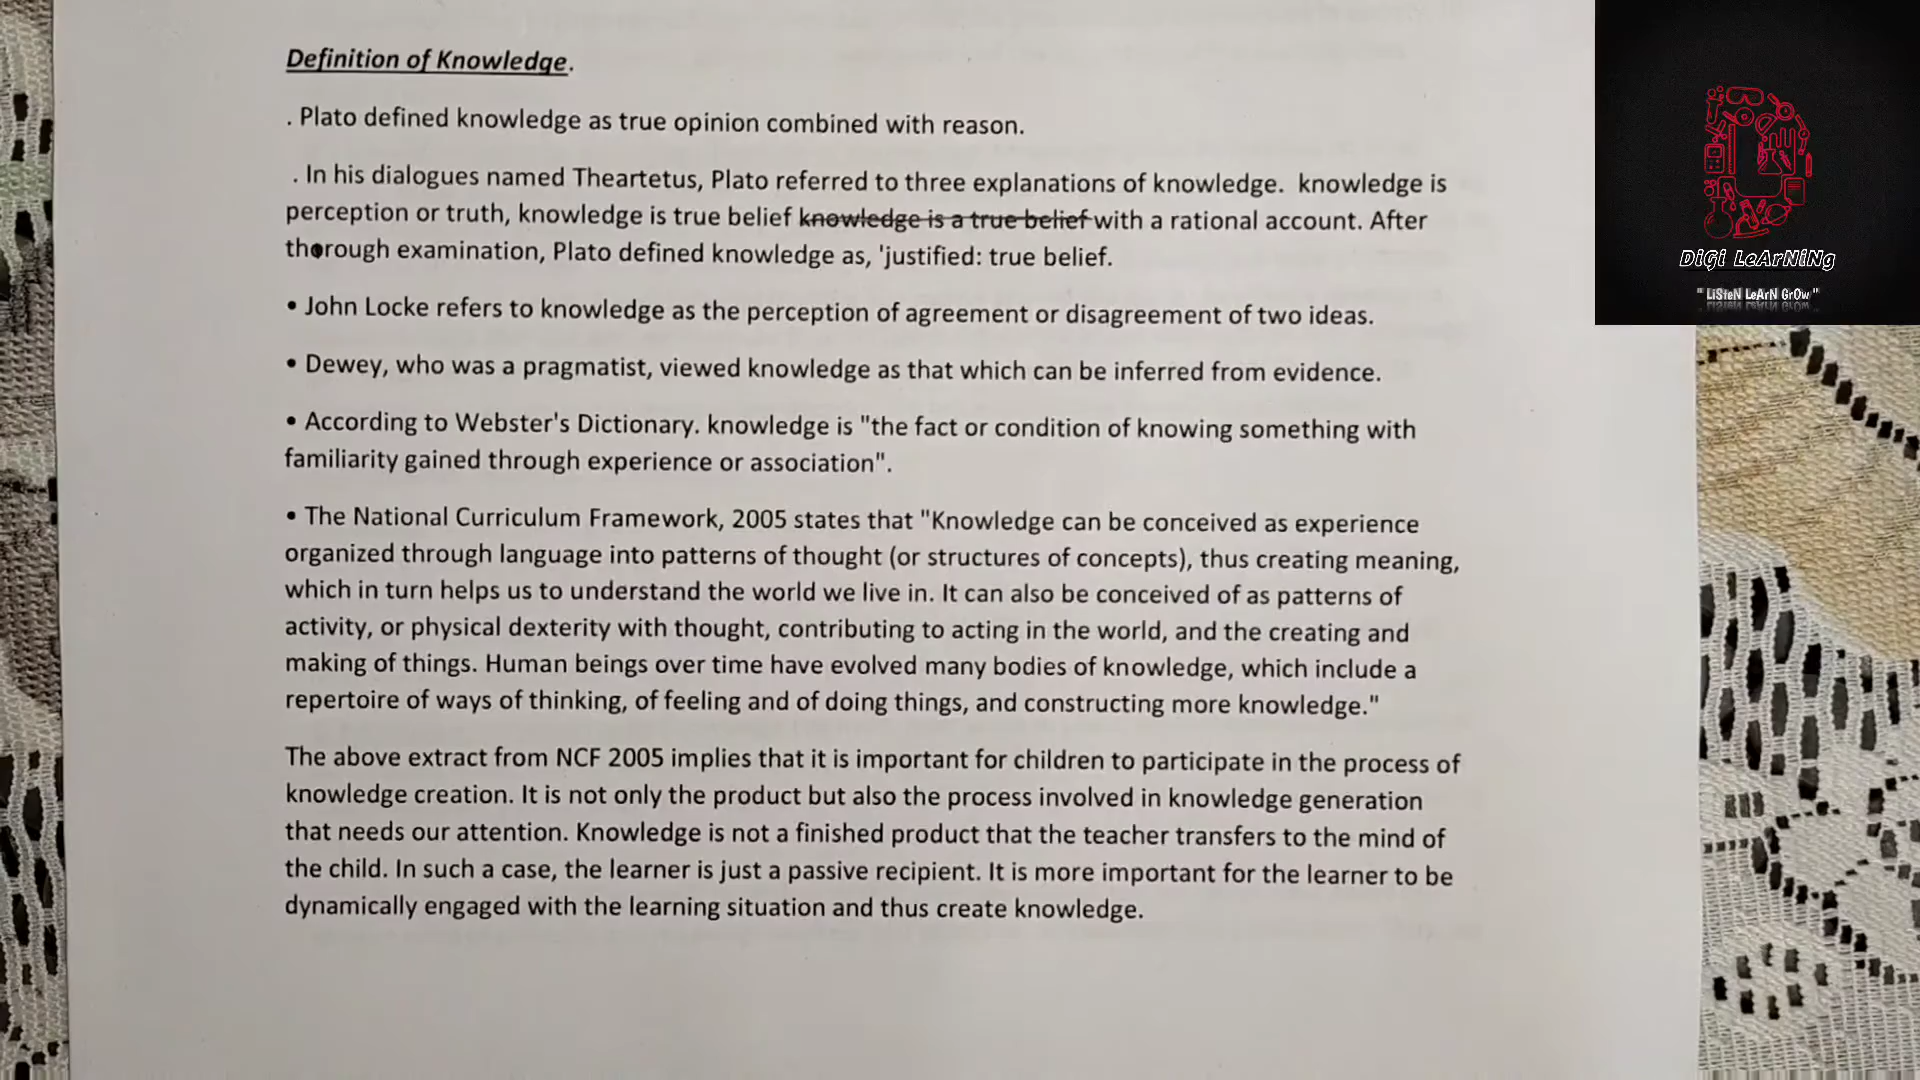 Definition of Knowledge.
. Plato defined knowledge as true opinion combined with reason.
. In his dialogues named Theartetus, Plato referred to three explanations of knowledge. knowledge is
perception or truth, knowledge is true belief knowledge is a true belief with a rational account. After
thorough examination, Plato defined knowledge as, 'justified: true belief.
• John Locke refers to knowledge as the perception of agreement or disagreement of two ideas.
• Dewey, who was a pragmatist, viewed knowledge as that which can be inferred from evidence.
• According to Webster's Dictionary. knowledge is "the fact or condition of knowing something with
familiarity gained through experience or association".
• The National Curriculum Framework, 2005 states that "Knowledge can be conceived as experience
organized through language into patterns of thought (or structures of concepts), thus creating meaning,
which in turn helps us to understand the world we live in. It can also be conceived of as patterns of
activity, or physical dexterity with thought, contributing to acting in the world, and the creating and
making of things. Human beings over time have evolved many bodies of knowledge, which include a
repertoire of ways of thinking, of feeling and of doing things, and constructing more knowledge."
The above extract from NCF 2005 implies that it is important for children to participate in the process of
knowledge creation. It is not only the product but also the process involved in knowledge generation
that needs our attention. Knowledge is not a finished product that the teacher transfers to the mind of
the child. In such a case, the learner is just a passive recipient. It is more important for the learner to be
dynamically engaged with the learning situation and thus create knowledge.
DiGi LeArNiNg
" LiSteN LeArN GrOw "